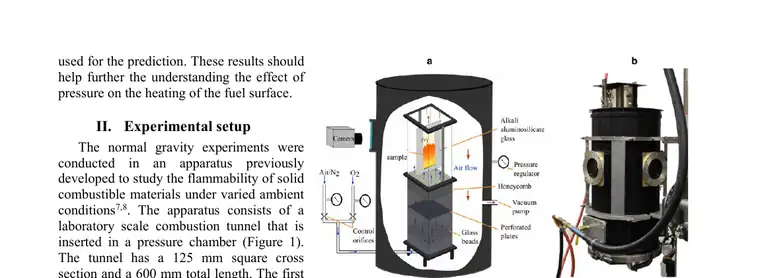 used for the prediction. These results should
help further the understanding the effect of
pressure on the heating of the fuel surface.
II. Experimental setup
The normal gravity experiments were
conducted in an apparatus previously
developed to study the flammability of solid
combustible materials under varied ambient
conditions7,8. The apparatus consists of a
laboratory scale combustion tunnel that is
inserted in a pressure chamber (Figure 1).
The tunnel has a 125 mm square cross
section and a 600 mm total length. The first
a
Camera
sample
Air/N2
O2
Control
orifices
Alkali
aluminosilicate
glass
Air flow
Pressure
regulator
Honeycomb
Vacuum
pump
Perforated
plates
Glass
beads
b